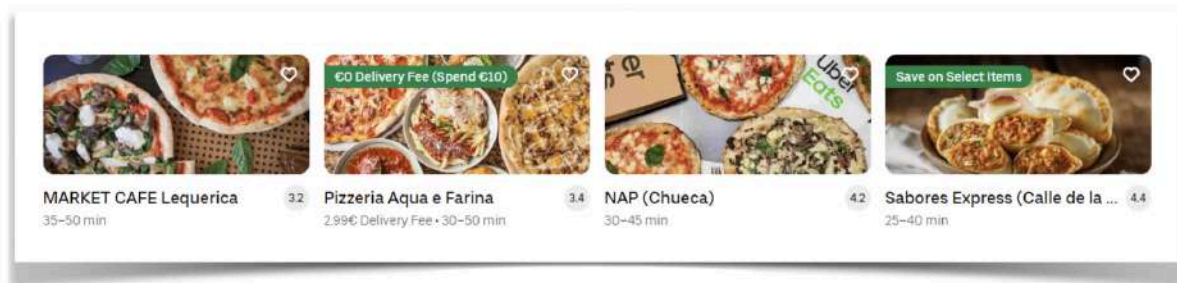 €0 Delivery Fee (Spend €10)
Uber
Eats
Save on Select Items
MARKET CAFE Lequerica 3.2
35–50 min
Pizzeria Aqua e Farina 3.4
2.99€ Delivery Fee • 30–50 min
NAP (Chueca) 4.2
30–45 min
Sabores Express (Calle de la ... 4.4
25–40 min